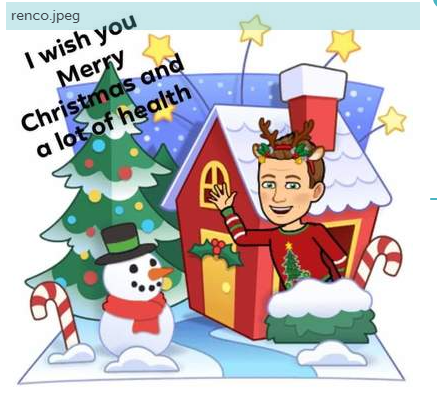 renco.jpeg
I wish you
Merry
Christmas and
a lot of health